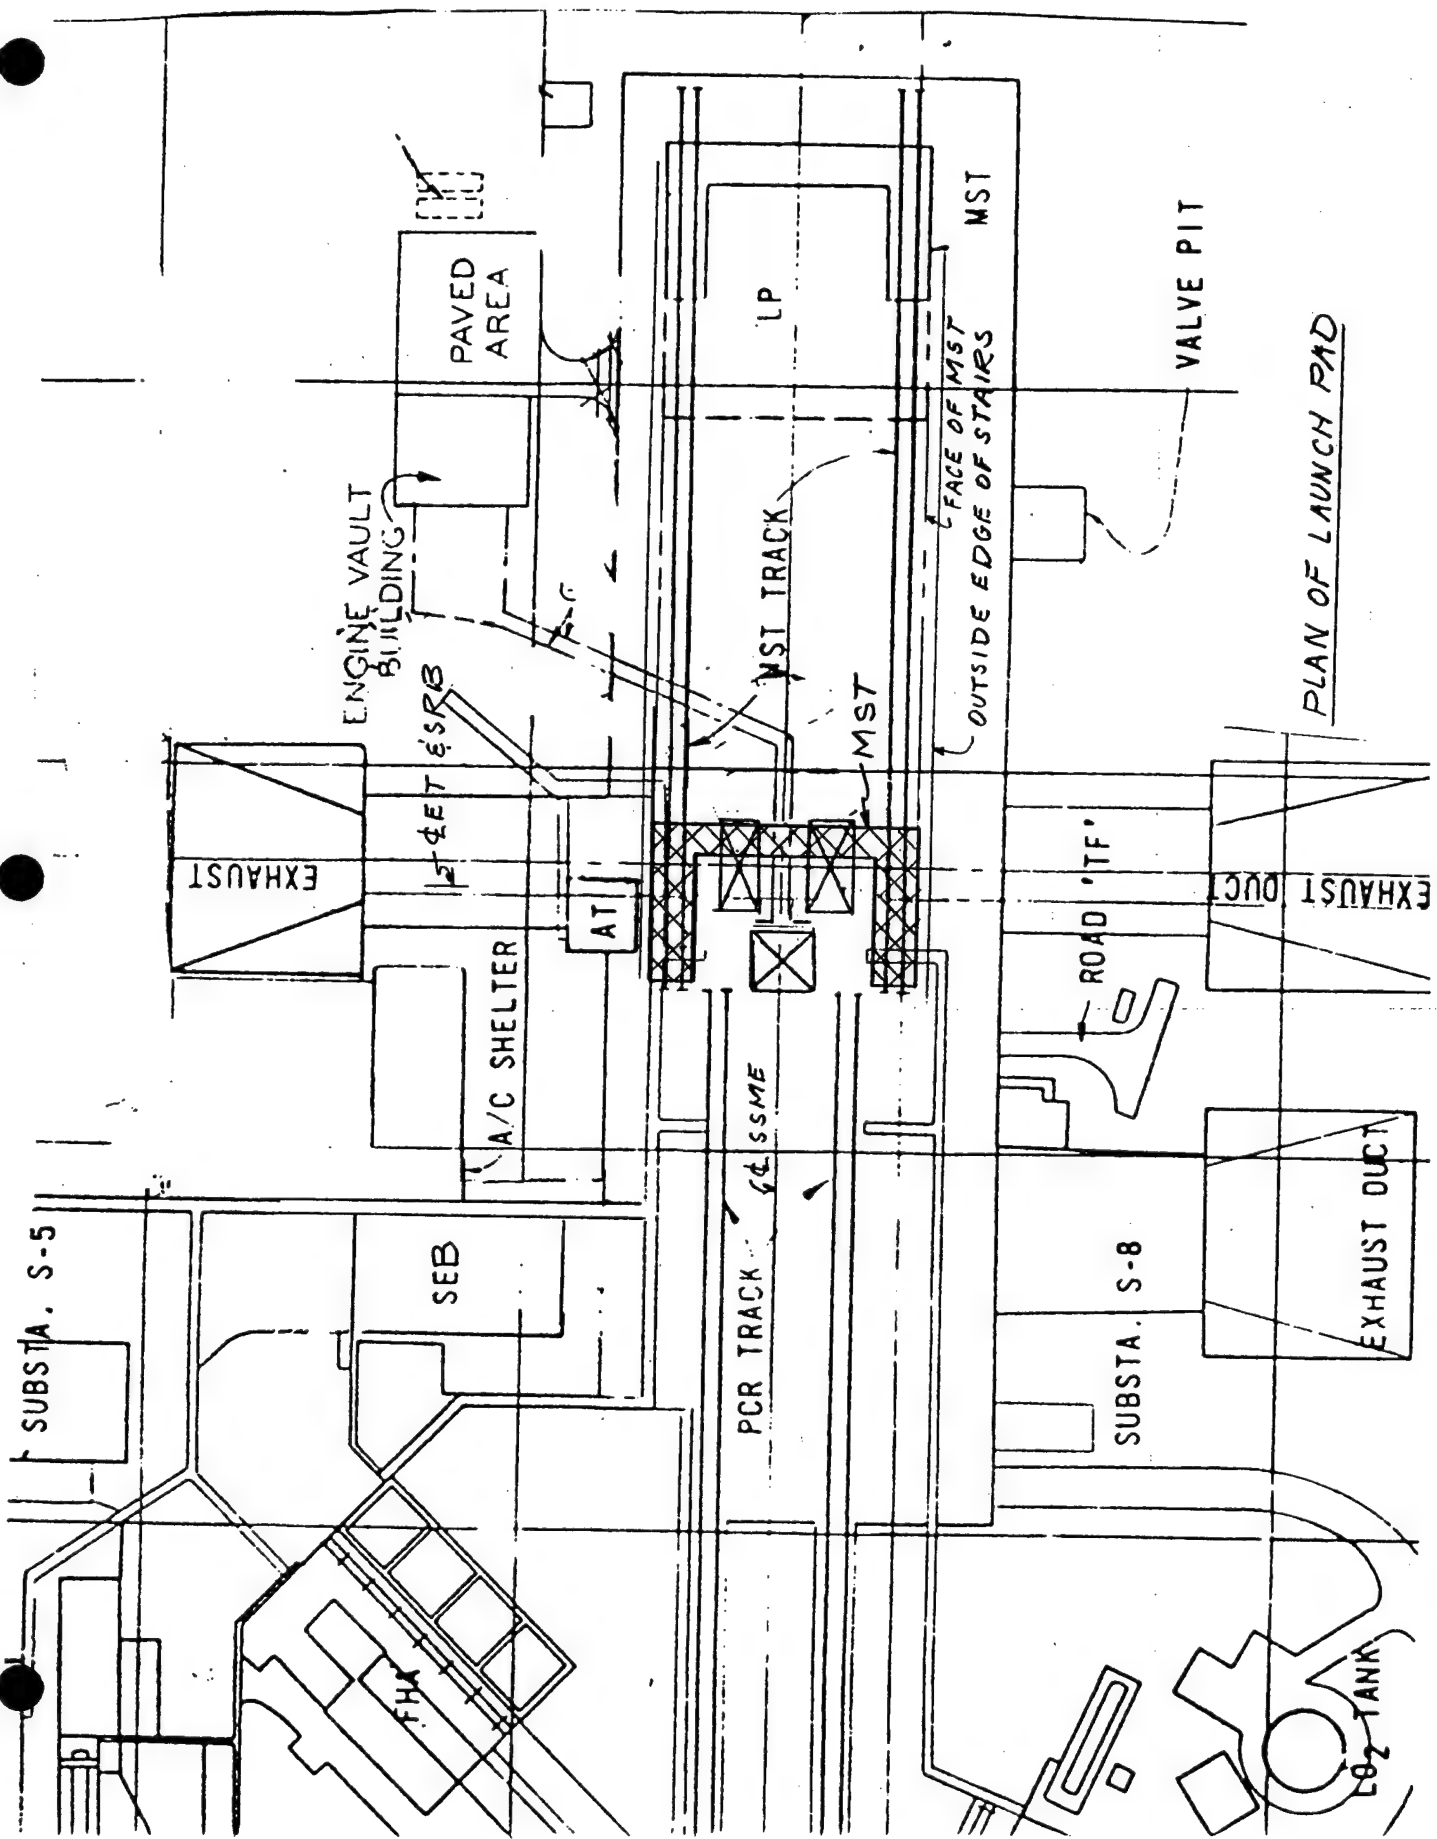 PAVED
AREA
ENGINE VAULT
BUILDING
LP
MST
FACE OF MST
OUTSIDE EDGE OF STAIRS
VALVE PIT
PLAN OF LAUNCH PAD
MST TRACK
MST
℄ ET & SRB
EXHAUST
AT
A/C SHELTER
ROAD 'TF'
EXHAUST DUCT
EXHAUST
℄ SSME
PCR TRACK
SEB
SUBSTA. S-5
SUBSTA. S-8
EXHAUST DUCT
FHA
LO2 TANK